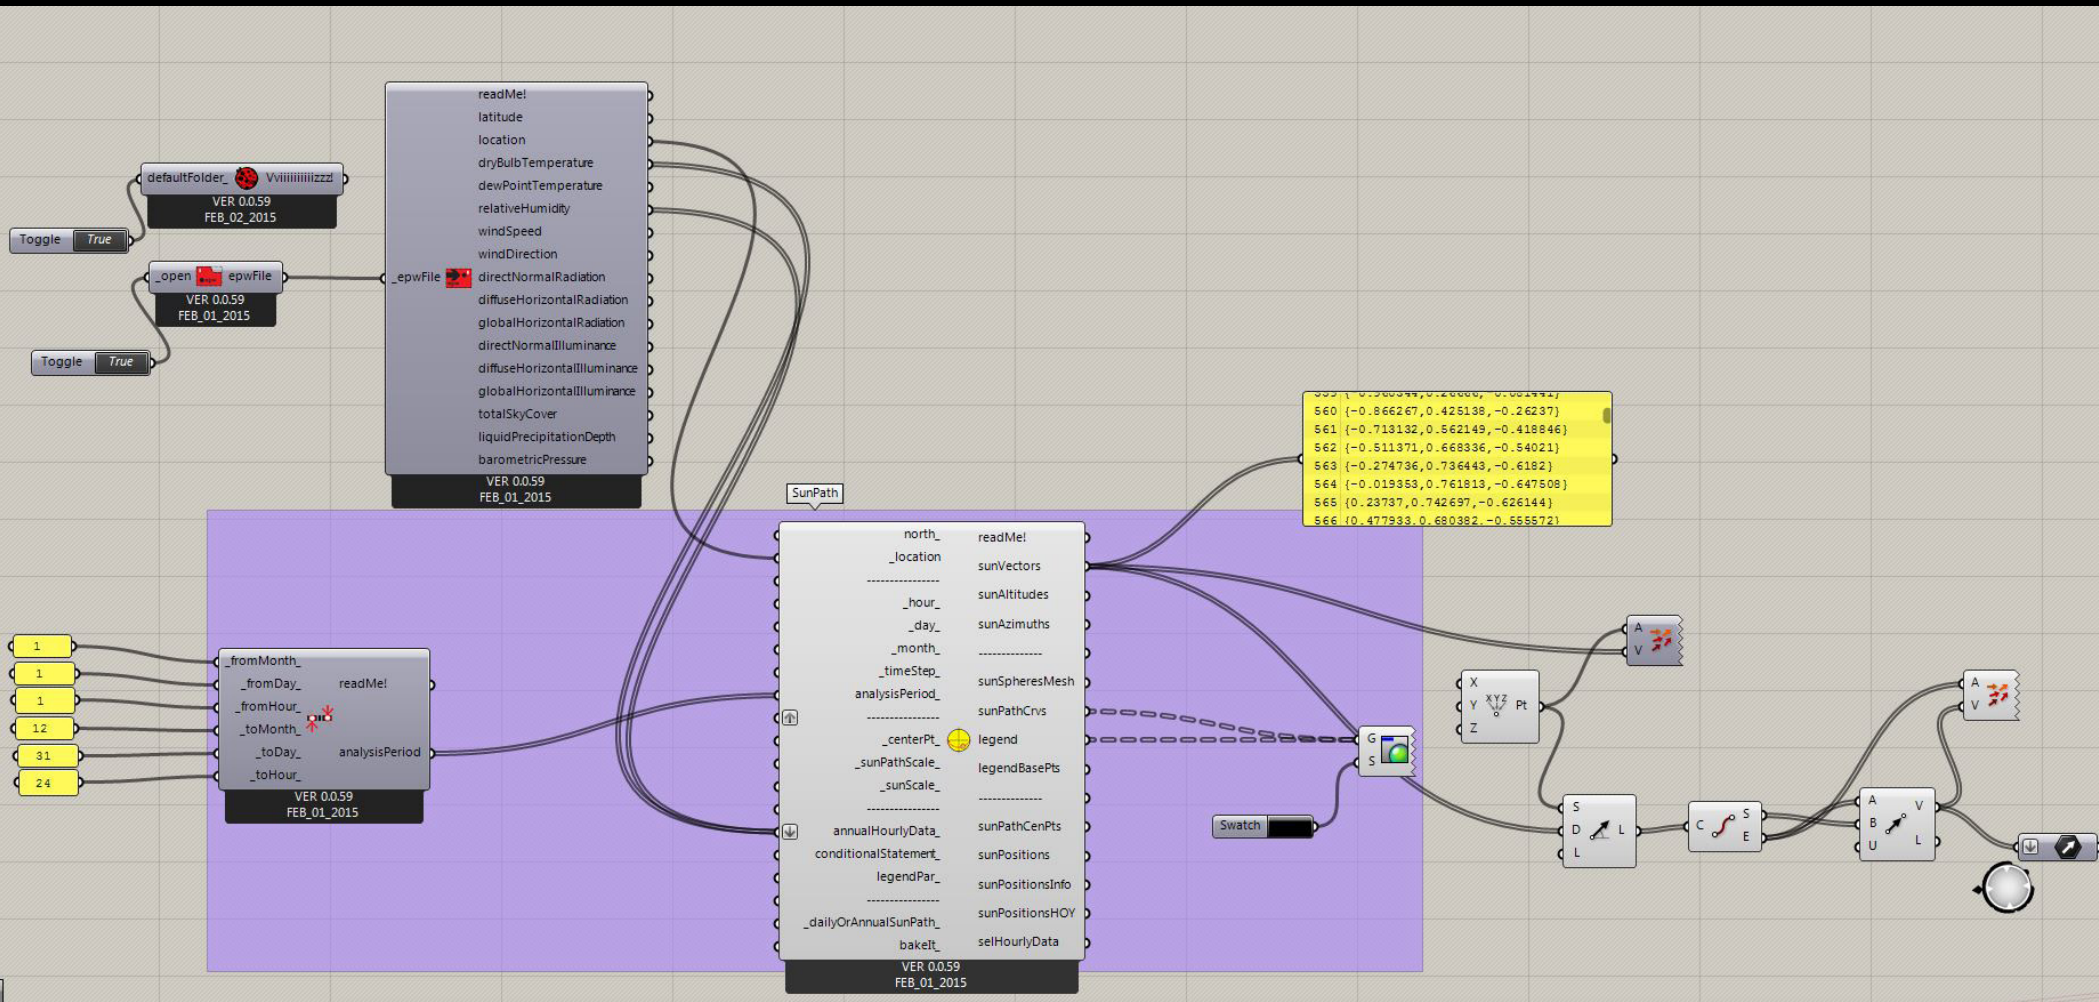 readMe!
latitude
location
dryBulbTemperature
dewPointTemperature
relativeHumidity
windSpeed
windDirection
_epwFile
directNormalRadiation
diffuseHorizontalRadiation
globalHorizontalRadiation
directNormalIlluminance
diffuseHorizontalIlluminance
globalHorizontalIlluminance
totalSkyCover
liquidPrecipitationDepth
barometricPressure
VER 0.0.59
FEB_01_2015
defaultFolder_ Vviiiiiiiiiizzz!
VER 0.0.59
FEB_02_2015
Toggle True
_open epwFile
VER 0.0.59
FEB_01_2015
Toggle True
560 {-0.866267,0.425138,-0.26237}
561 {-0.713132,0.562149,-0.418846}
562 {-0.511371,0.668336,-0.54021}
563 {-0.274736,0.736443,-0.6182}
564 {-0.019353,0.761813,-0.647508}
565 {0.23737,0.742697,-0.626144}
566 {0.477933,0.680382,-0.555572}
SunPath
1
1
1
12
31
24
_fromMonth_
_fromDay_
_fromHour_
_toMonth_
_toDay_
_toHour_
readMe!
analysisPeriod
VER 0.0.59
FEB_01_2015
north_
_location
----------------
_hour_
_day_
_month_
_timeStep_
analysisPeriod_
----------------
_centerPt_
_sunPathScale_
_sunScale_
----------------
annualHourlyData_
conditionalStatement_
legendPar_
----------------
_dailyOrAnnualSunPath_
bakeIt_
readMe!
sunVectors
sunAltitudes
sunAzimuths
--------------
sunSpheresMesh
sunPathCrvs
legend
legendBasePts
--------------
sunPathCenPts
sunPositions
sunPositionsInfo
sunPositionsHOY
selHourlyData
VER 0.0.59
FEB_01_2015
Swatch
G
S
A
V
X
Y
Z
XYZ
Pt
S
D
L
L
C
S
E
A
B
U
V
L
A
V